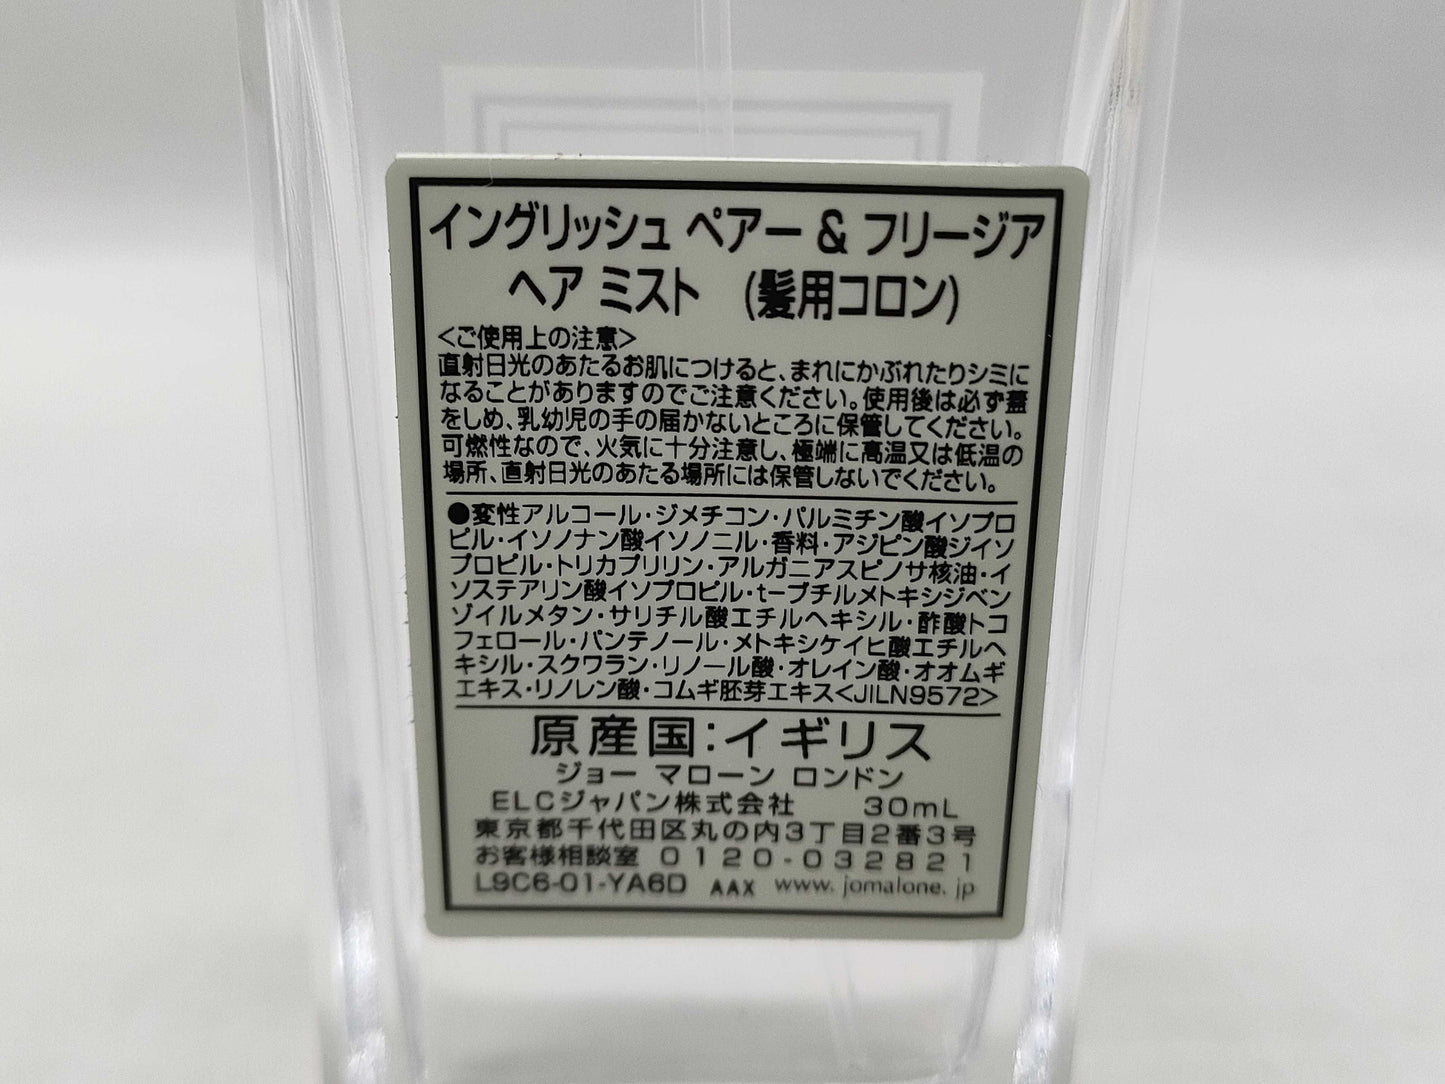 イングリッシュ ペアー & フリージア
ヘア ミスト (髪用コロン)
<ご使用上の注意>
直射日光のあたるお肌につけると、まれにかぶれたりシミに
なることがありますのでご注意ください。使用後は必ず蓋
をしめ、乳幼児の手の届かないところに保管してください。
可燃性なので、火気に十分注意し、極端に高温又は低温の
場所、直射日光のあたる場所には保管しないでください。
●変性アルコール・ジメチコン・パルミチン酸イソプロ
ピル・イソノナン酸イソノニル・香料・アジピン酸ジイソ
プロピル・トリカプリリン・アルガニアスピノサ核油・イ
ソステアリン酸イソプロピル・t-ブチルメトキシジベン
ゾイルメタン・サリチル酸エチルヘキシル・酢酸トコ
フェロール・パンテノール・メトキシケイヒ酸エチルヘ
キシル・スクワラン・リノール酸・オレイン酸・オオムギ
エキス・リノレン酸・コムギ胚芽エキス<JILN9572>
原産国:イギリス
ジョー マローン ロンドン
ELCジャパン株式会社 30mL
東京都千代田区丸の内3丁目2番3号
お客様相談室 0120-032821
L9C6-01-YA6D AAX www.jomalone.jp